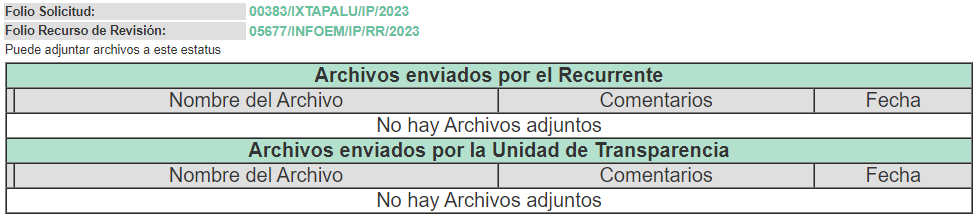 Folio Solicitud: 00383/IXTAPALU/IP/2023
Folio Recurso de Revisión: 05677/INFOEM/IP/RR/2023
Puede adjuntar archivos a este estatus
Archivos enviados por el Recurrente
Nombre del Archivo Comentarios Fecha
No hay Archivos adjuntos
Archivos enviados por la Unidad de Transparencia
Nombre del Archivo Comentarios Fecha
No hay Archivos adjuntos